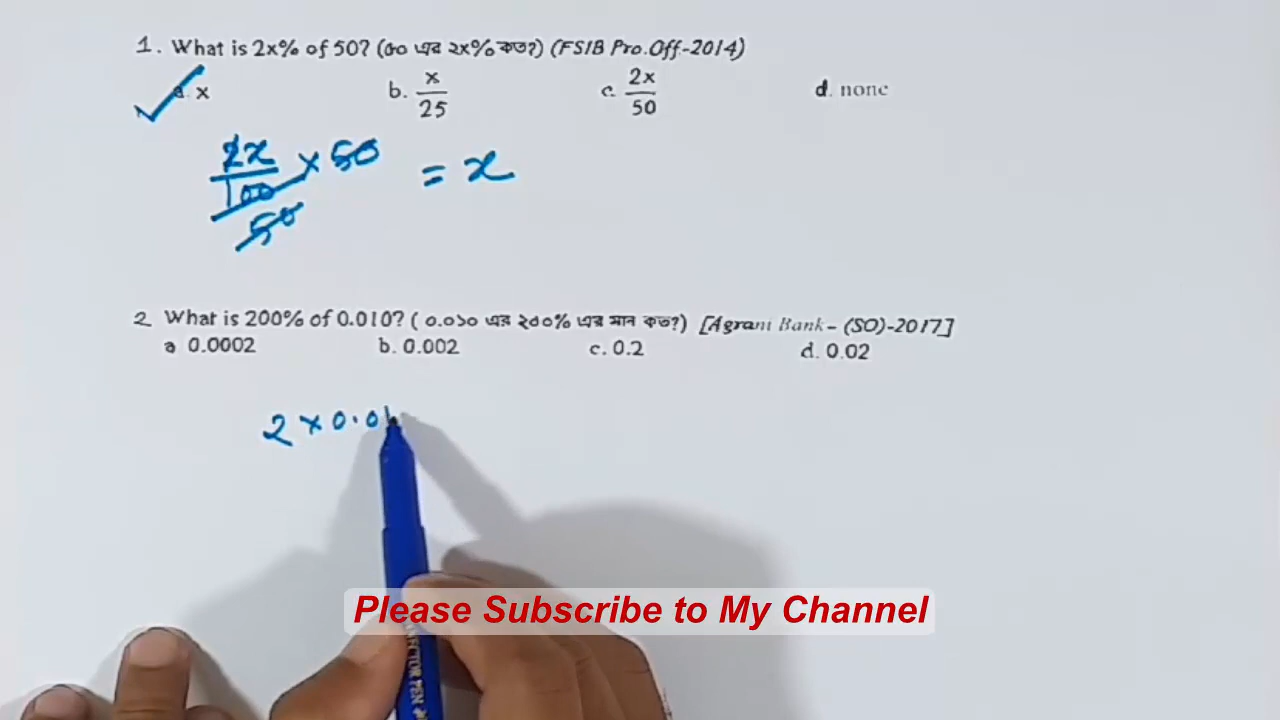 1. What is 2x% of 50? (৫০ এর ২x% কত?) (FSIB Pro.Off-2014)
a. x b. x/25 c. 2x/50 d. none
2x/100 × 50 = x
50
2 What is 200% of 0.010? ( ০.০১০ এর ২০০% এর মান কত?) [Agrani Bank - (SO)-2017]
a 0.0002 b. 0.002 c. 0.2 d. 0.02
2 × 0.01
Please Subscribe to My Channel